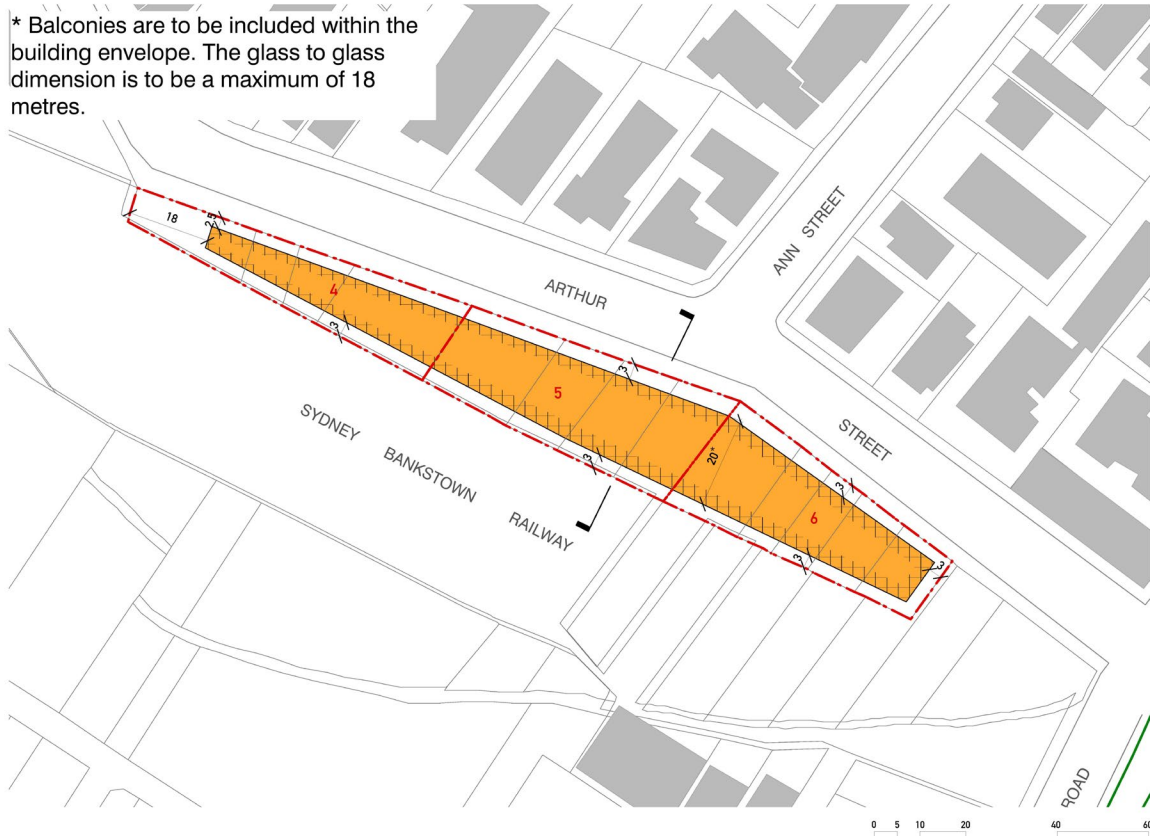 * Balconies are to be included within the
building envelope. The glass to glass
dimension is to be a maximum of 18
metres.
ANN STREET
18
2.5
ARTHUR
4
3
3
5
SYDNEY
STREET
BANKSTOWN
20*
3
3
RAILWAY
6
3
3
ROAD
0 5 10 20 40 60